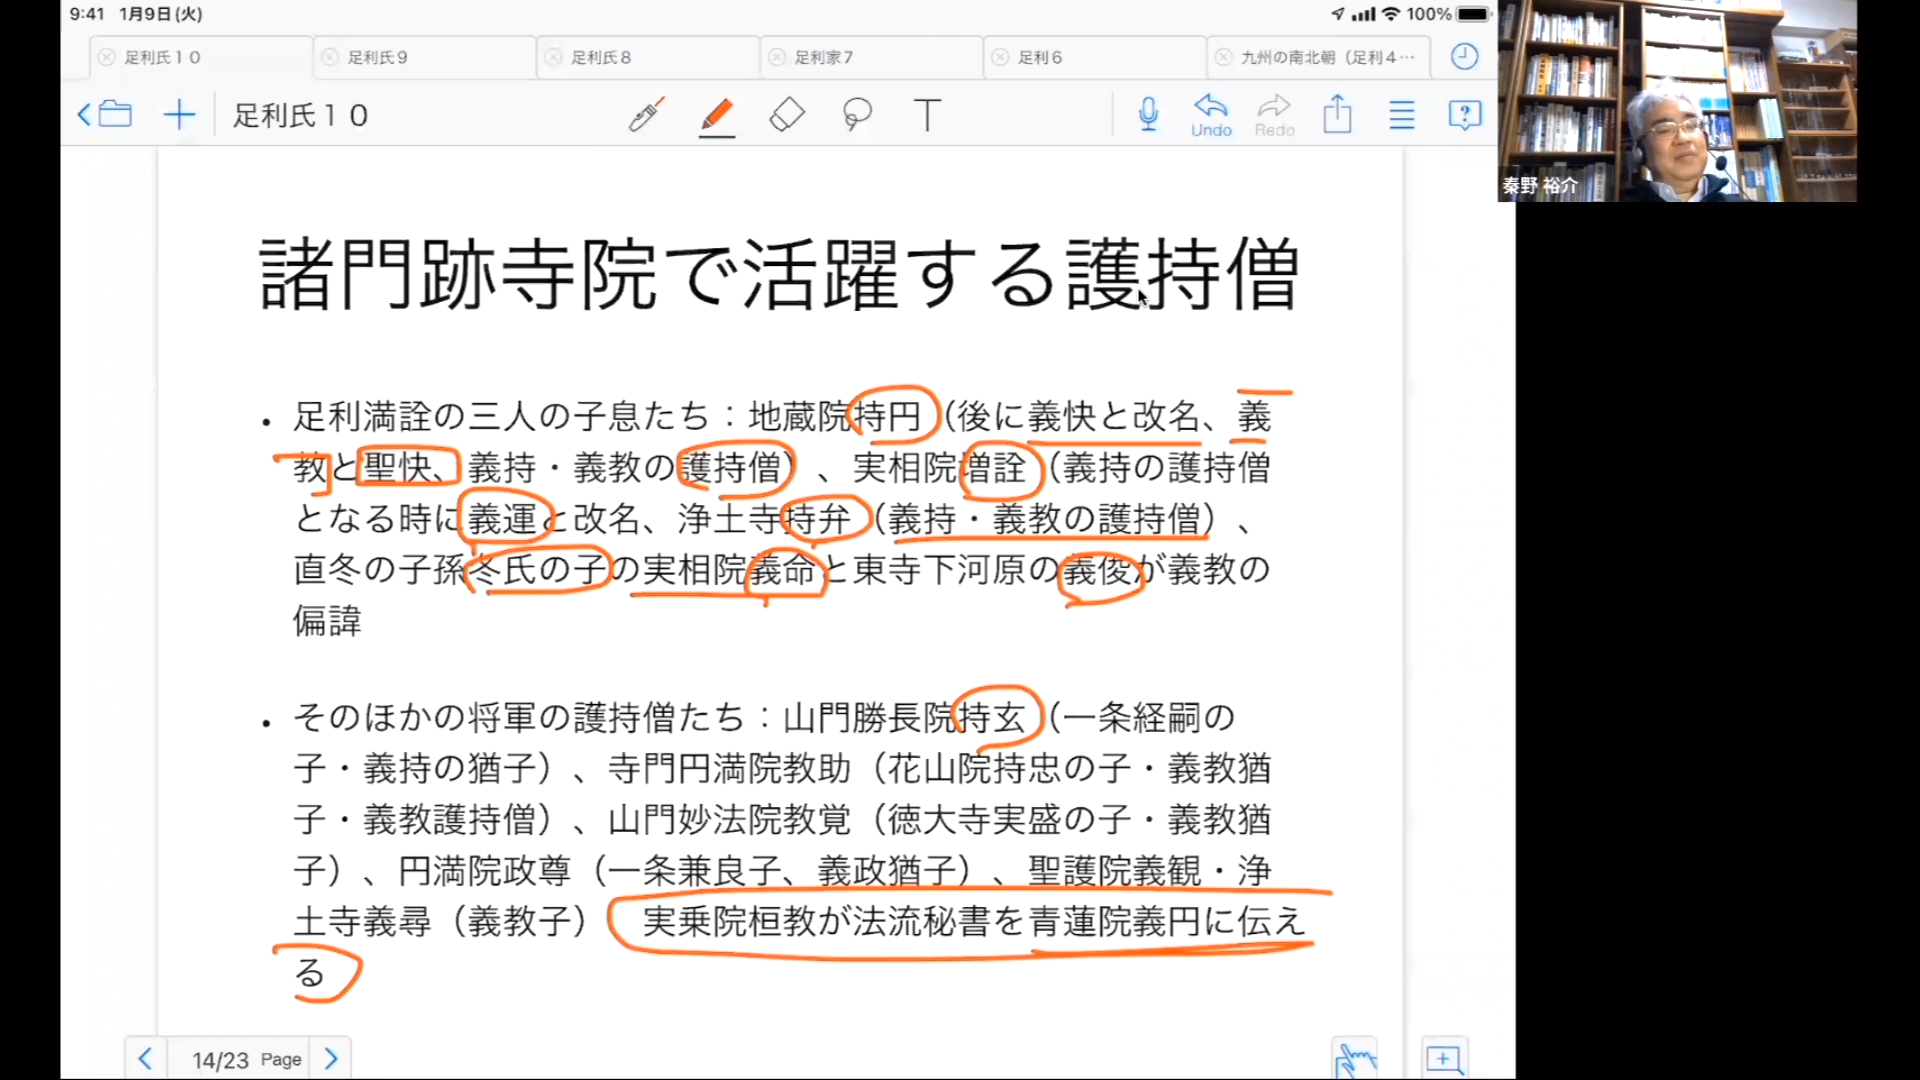 9:41 1月9日(火)
100%
足利氏10
足利氏9
足利氏8
足利家7
足利6
九州の南北朝（足利4…
足利氏10
T
Undo
Redo
秦野 裕介
諸門跡寺院で活躍する護持僧
• 足利満詮の三人の子息たち：地蔵院持円（後に義快と改名、義
教と聖快、義持・義教の護持僧）、実相院増詮（義持の護持僧
となる時に義運と改名、浄土寺持弁（義持・義教の護持僧）、
直冬の子孫冬氏の子の実相院義命と東寺下河原の義俊が義教の
偏諱
• そのほかの将軍の護持僧たち：山門勝長院持玄（一条経嗣の
子・義持の猶子）、寺門円満院教助（花山院持忠の子・義教猶
子・義教護持僧）、山門妙法院教覚（徳大寺実盛の子・義教猶
子）、円満院政尊（一条兼良子、義政猶子）、聖護院義観・浄
土寺義尋（義教子） 実乗院桓教が法流秘書を青蓮院義円に伝え
る
14/23 Page